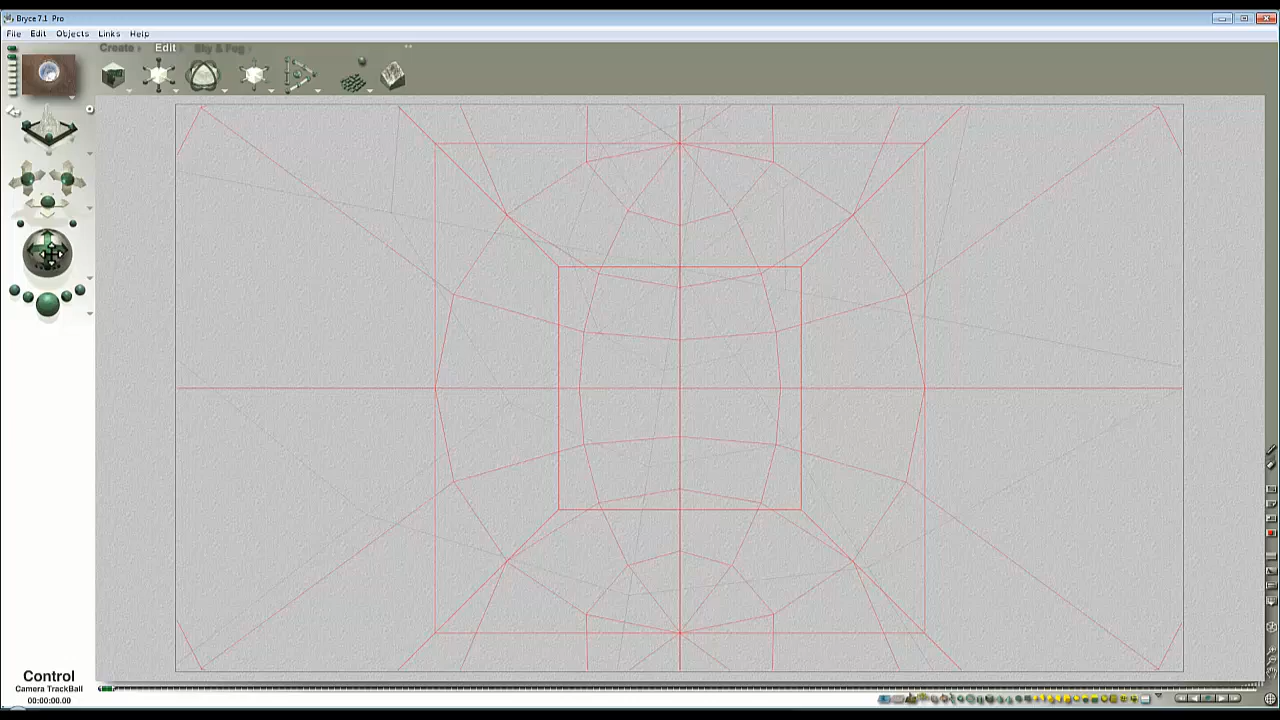 Bryce 7.1 Pro
File Edit Objects Links Help
Create Edit Sky & Fog
Control
Camera TrackBall
00:00:00.00